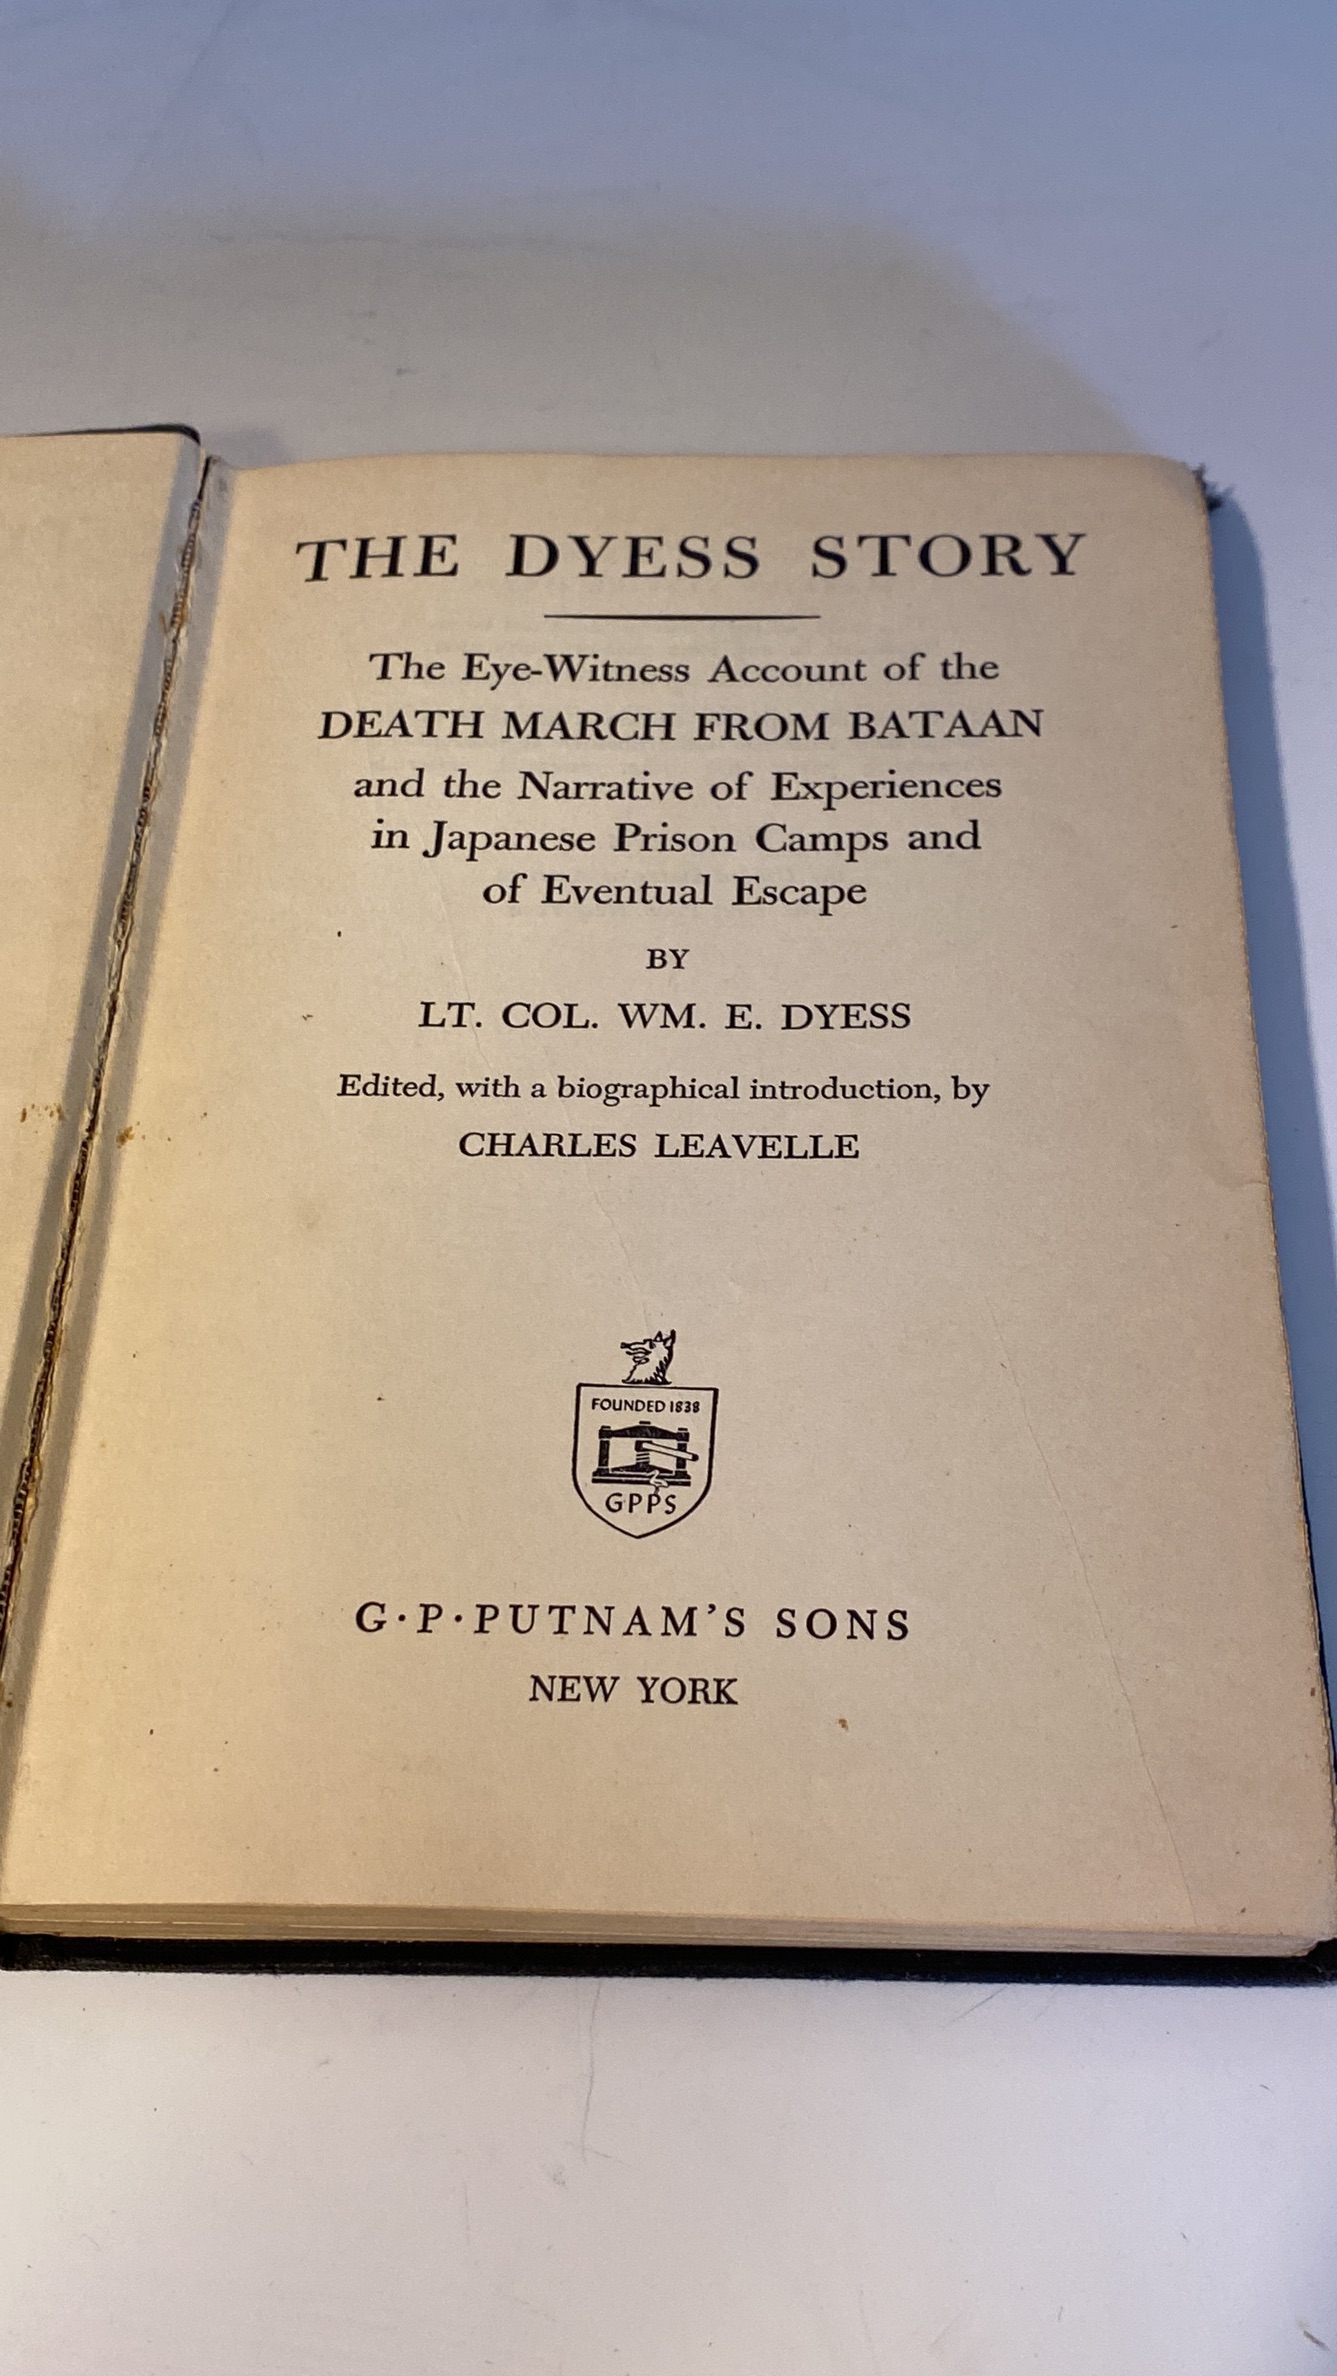 THE DYESS STORY
The Eye-Witness Account of the
DEATH MARCH FROM BATAAN
and the Narrative of Experiences
in Japanese Prison Camps and
of Eventual Escape
BY
LT. COL. WM. E. DYESS
Edited, with a biographical introduction, by
CHARLES LEAVELLE
FOUNDED 1838
GPPS
G·P·PUTNAM'S SONS
NEW YORK